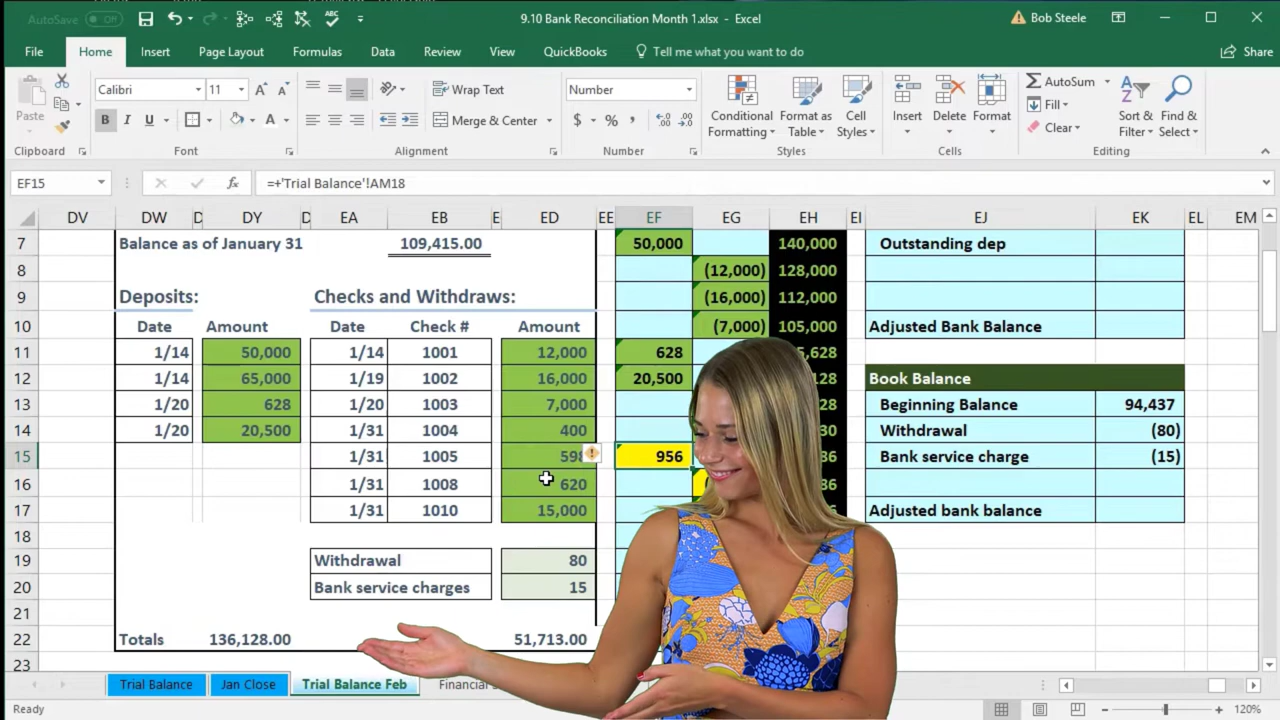 AutoSave Off 9.10 Bank Reconciliation Month 1.xlsx – Excel Bob Steele
File Home Insert Page Layout Formulas Data Review View QuickBooks Tell me what you want to do Share
Calibri 11 Wrap Text Number AutoSum
Paste Fill
B I U Merge & Center $ % Conditional Formatting Format as Table Cell Styles Insert Delete Format Clear Sort & Filter Find & Select
Clipboard Font Alignment Number Styles Cells Editing
EF15 fx =+'Trial Balance'!AM18
DV DW D DY D EA EB E ED EE EF EG EH EI EJ EK EL EM
7 Balance as of January 31 109,415.00 50,000 140,000 Outstanding dep
8 (12,000) 128,000
9 Deposits: Checks and Withdraws: (16,000) 112,000
10 Date Amount Date Check # Amount (7,000) 105,000 Adjusted Bank Balance
11 1/14 50,000 1/14 1001 12,000 628 5,628
12 1/14 65,000 1/19 1002 16,000 20,500 128 Book Balance
13 1/20 628 1/20 1003 7,000 28 Beginning Balance 94,437
14 1/20 20,500 1/31 1004 400 30 Withdrawal (80)
15 1/31 1005 598 956 36 Bank service charge (15)
16 1/31 1008 620 36
17 1/31 1010 15,000 36 Adjusted bank balance
18
19 Withdrawal 80
20 Bank service charges 15
21
22 Totals 136,128.00 51,713.00
23
Trial Balance Jan Close Trial Balance Feb Financial
Ready 120%